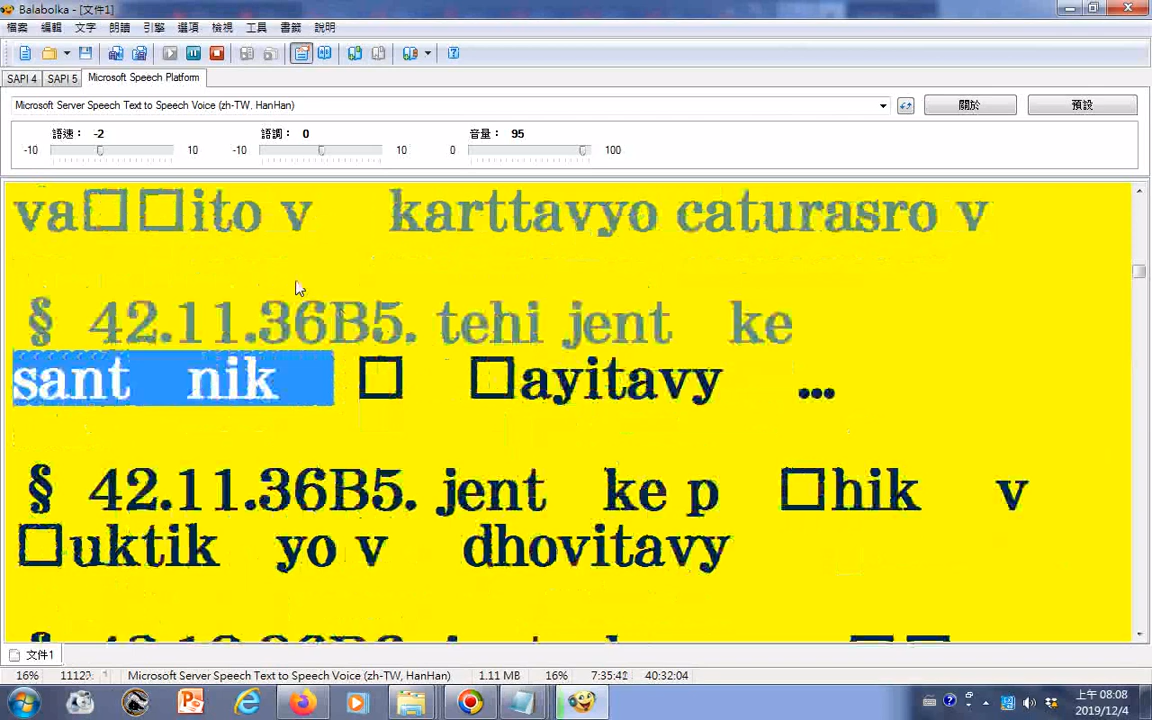 Balabolka - [文件1]
檔案 編輯 文字 朗讀 引擎 選項 檢視 工具 書籤 說明
SAPI 4 SAPI 5 Microsoft Speech Platform
Microsoft Server Speech Text to Speech Voice (zh-TW, HanHan) 關於 預設
語速： -2 語調： 0 音量： 95
-10 10 -10 10 0 100
va□□ito v karttavyo caturasro v
§ 42.11.36B5. tehi jent ke
sant nik □ □ayitavy ...
§ 42.11.36B5. jent ke p □hik v
□uktik yo v dhovitavy
文件1
16% Microsoft Server Speech Text to Speech Voice (zh-TW, HanHan) 1.11 MB 16% 7:35:42 40:32:04
上午 08:08
2019/12/4